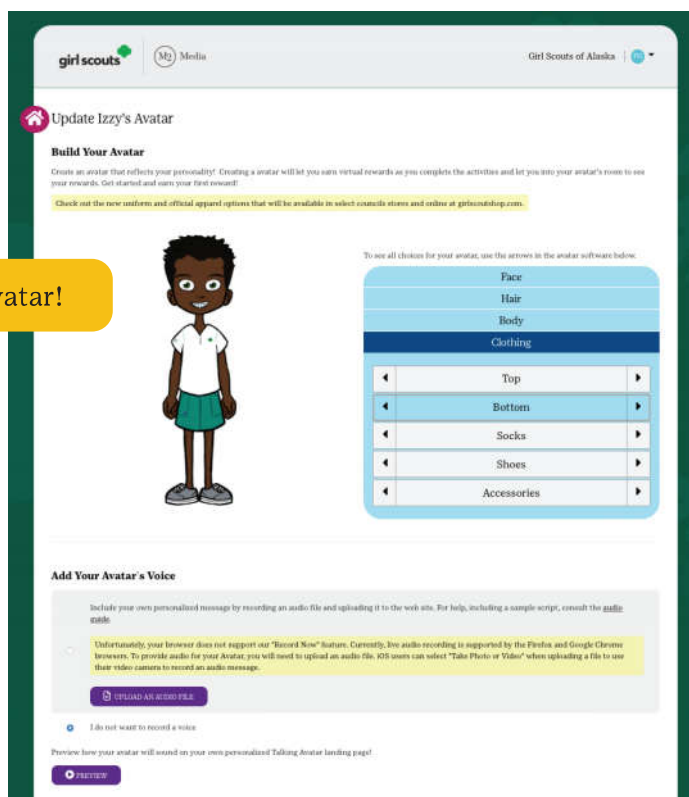 girl scouts
M2 Media
Girl Scouts of Alaska
Update Izzy's Avatar
Build Your Avatar
Create an avatar that reflects your personality! Creating a avatar will let you earn virtual rewards as you complete the activities and let you into your avatar's room to see
your rewards. Get started and earn your first reward!
Check out the new uniform and official apparel options that will be available in select councils stores and online at girlscoutshop.com.
vatar!
To see all choices for your avatar, use the arrows in the avatar software below.
Face
Hair
Body
Clothing
Top
Bottom
Socks
Shoes
Accessories
Add Your Avatar's Voice
Include your own personalized message by recording an audio file and uploading it to the web site. For help, including a sample script, consult the audio
guide.
Unfortunately, your browser does not support our "Record Now" feature. Currently, live audio recording is supported by the Firefox and Google Chrome
browsers. To provide audio for your Avatar, you will need to upload an audio file. iOS users can select "Take Photo or Video" when uploading a file to use
their video camera to record an audio message.
UPLOAD AN AUDIO FILE
I do not want to record a voice
Preview how your avatar will sound on your own personalized Talking Avatar landing page!
PREVIEW